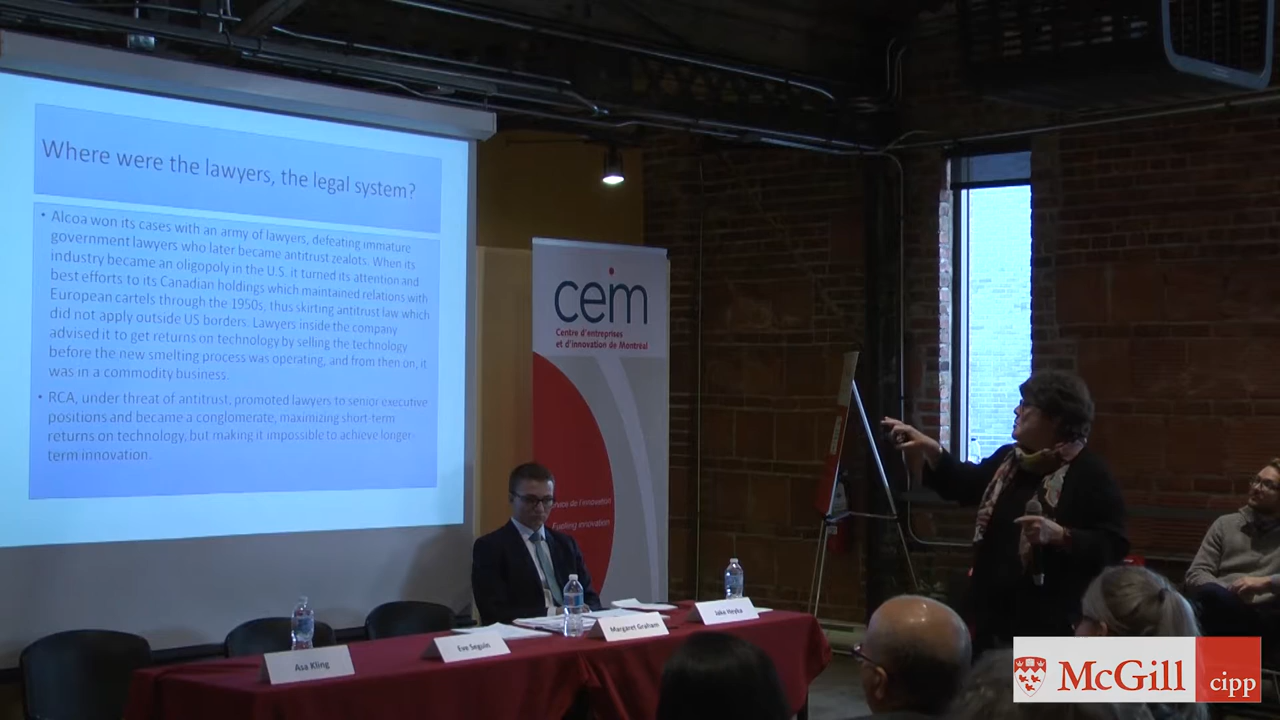 Where were the lawyers, the legal system?
• Alcoa won its cases with an army of lawyers, defeating immature
government lawyers who later became antitrust zealots. When its
industry became an oligopoly in the U.S. it turned its attention and
best efforts to its Canadian holdings which maintained relations with
European cartels through the 1950s, thus skirting antitrust law which
did not apply outside US borders. Lawyers inside the company
advised it to get returns on technology by selling the technology
before the new smelting process was operating, and from then on, it
was in a commodity business.
• RCA, under threat of antitrust, promoted lawyers to senior executive
positions and became a conglomerate, maximizing short-term
returns on technology, but making it impossible to achieve longer-
term innovation.
ceim
Centre d'entreprises
et d'innovation de Montréal
de l'innovation
Fuelling innovation
Asa Kling
Eve Seguin
Margaret Graham
Jake Heyka
McGill
cipp